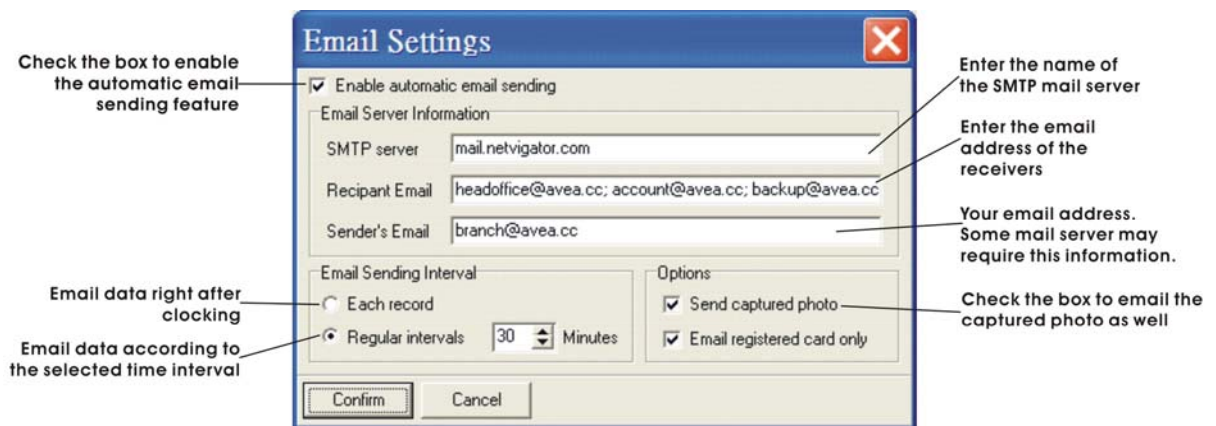 Email Settings
Check the box to enable
the automatic email
sending feature
Enable automatic email sending
Email Server Information
SMTP server
mail.netvigator.com
Recipant Email
headoffice@avea.cc; account@avea.cc; backup@avea.cc
Sender's Email
branch@avea.cc
Enter the name of
the SMTP mail server
Enter the email
address of the
receivers
Your email address.
Some mail server may
require this information.
Email Sending Interval
Each record
Regular intervals 30 Minutes
Email data right after
clocking
Email data according to
the selected time interval
Options
Send captured photo
Email registered card only
Check the box to email the
captured photo as well
Confirm
Cancel